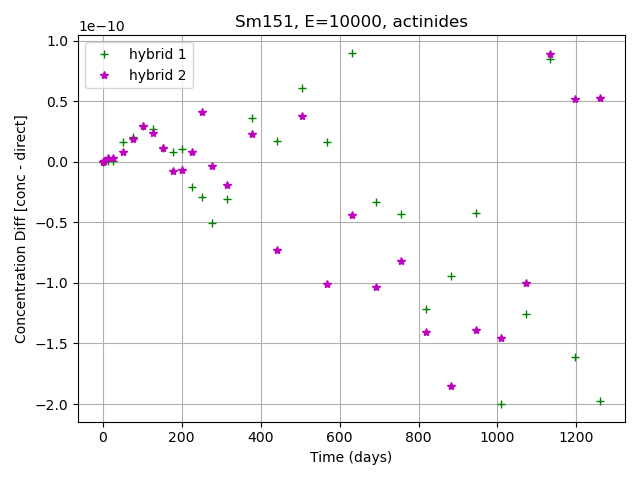 Sm151, E=10000, actinides
1e−10
hybrid 1
hybrid 2
1.0
0.5
0.0
−0.5
−1.0
−1.5
−2.0
Concentration Diff [conc - direct]
0 200 400 600 800 1000 1200
Time (days)